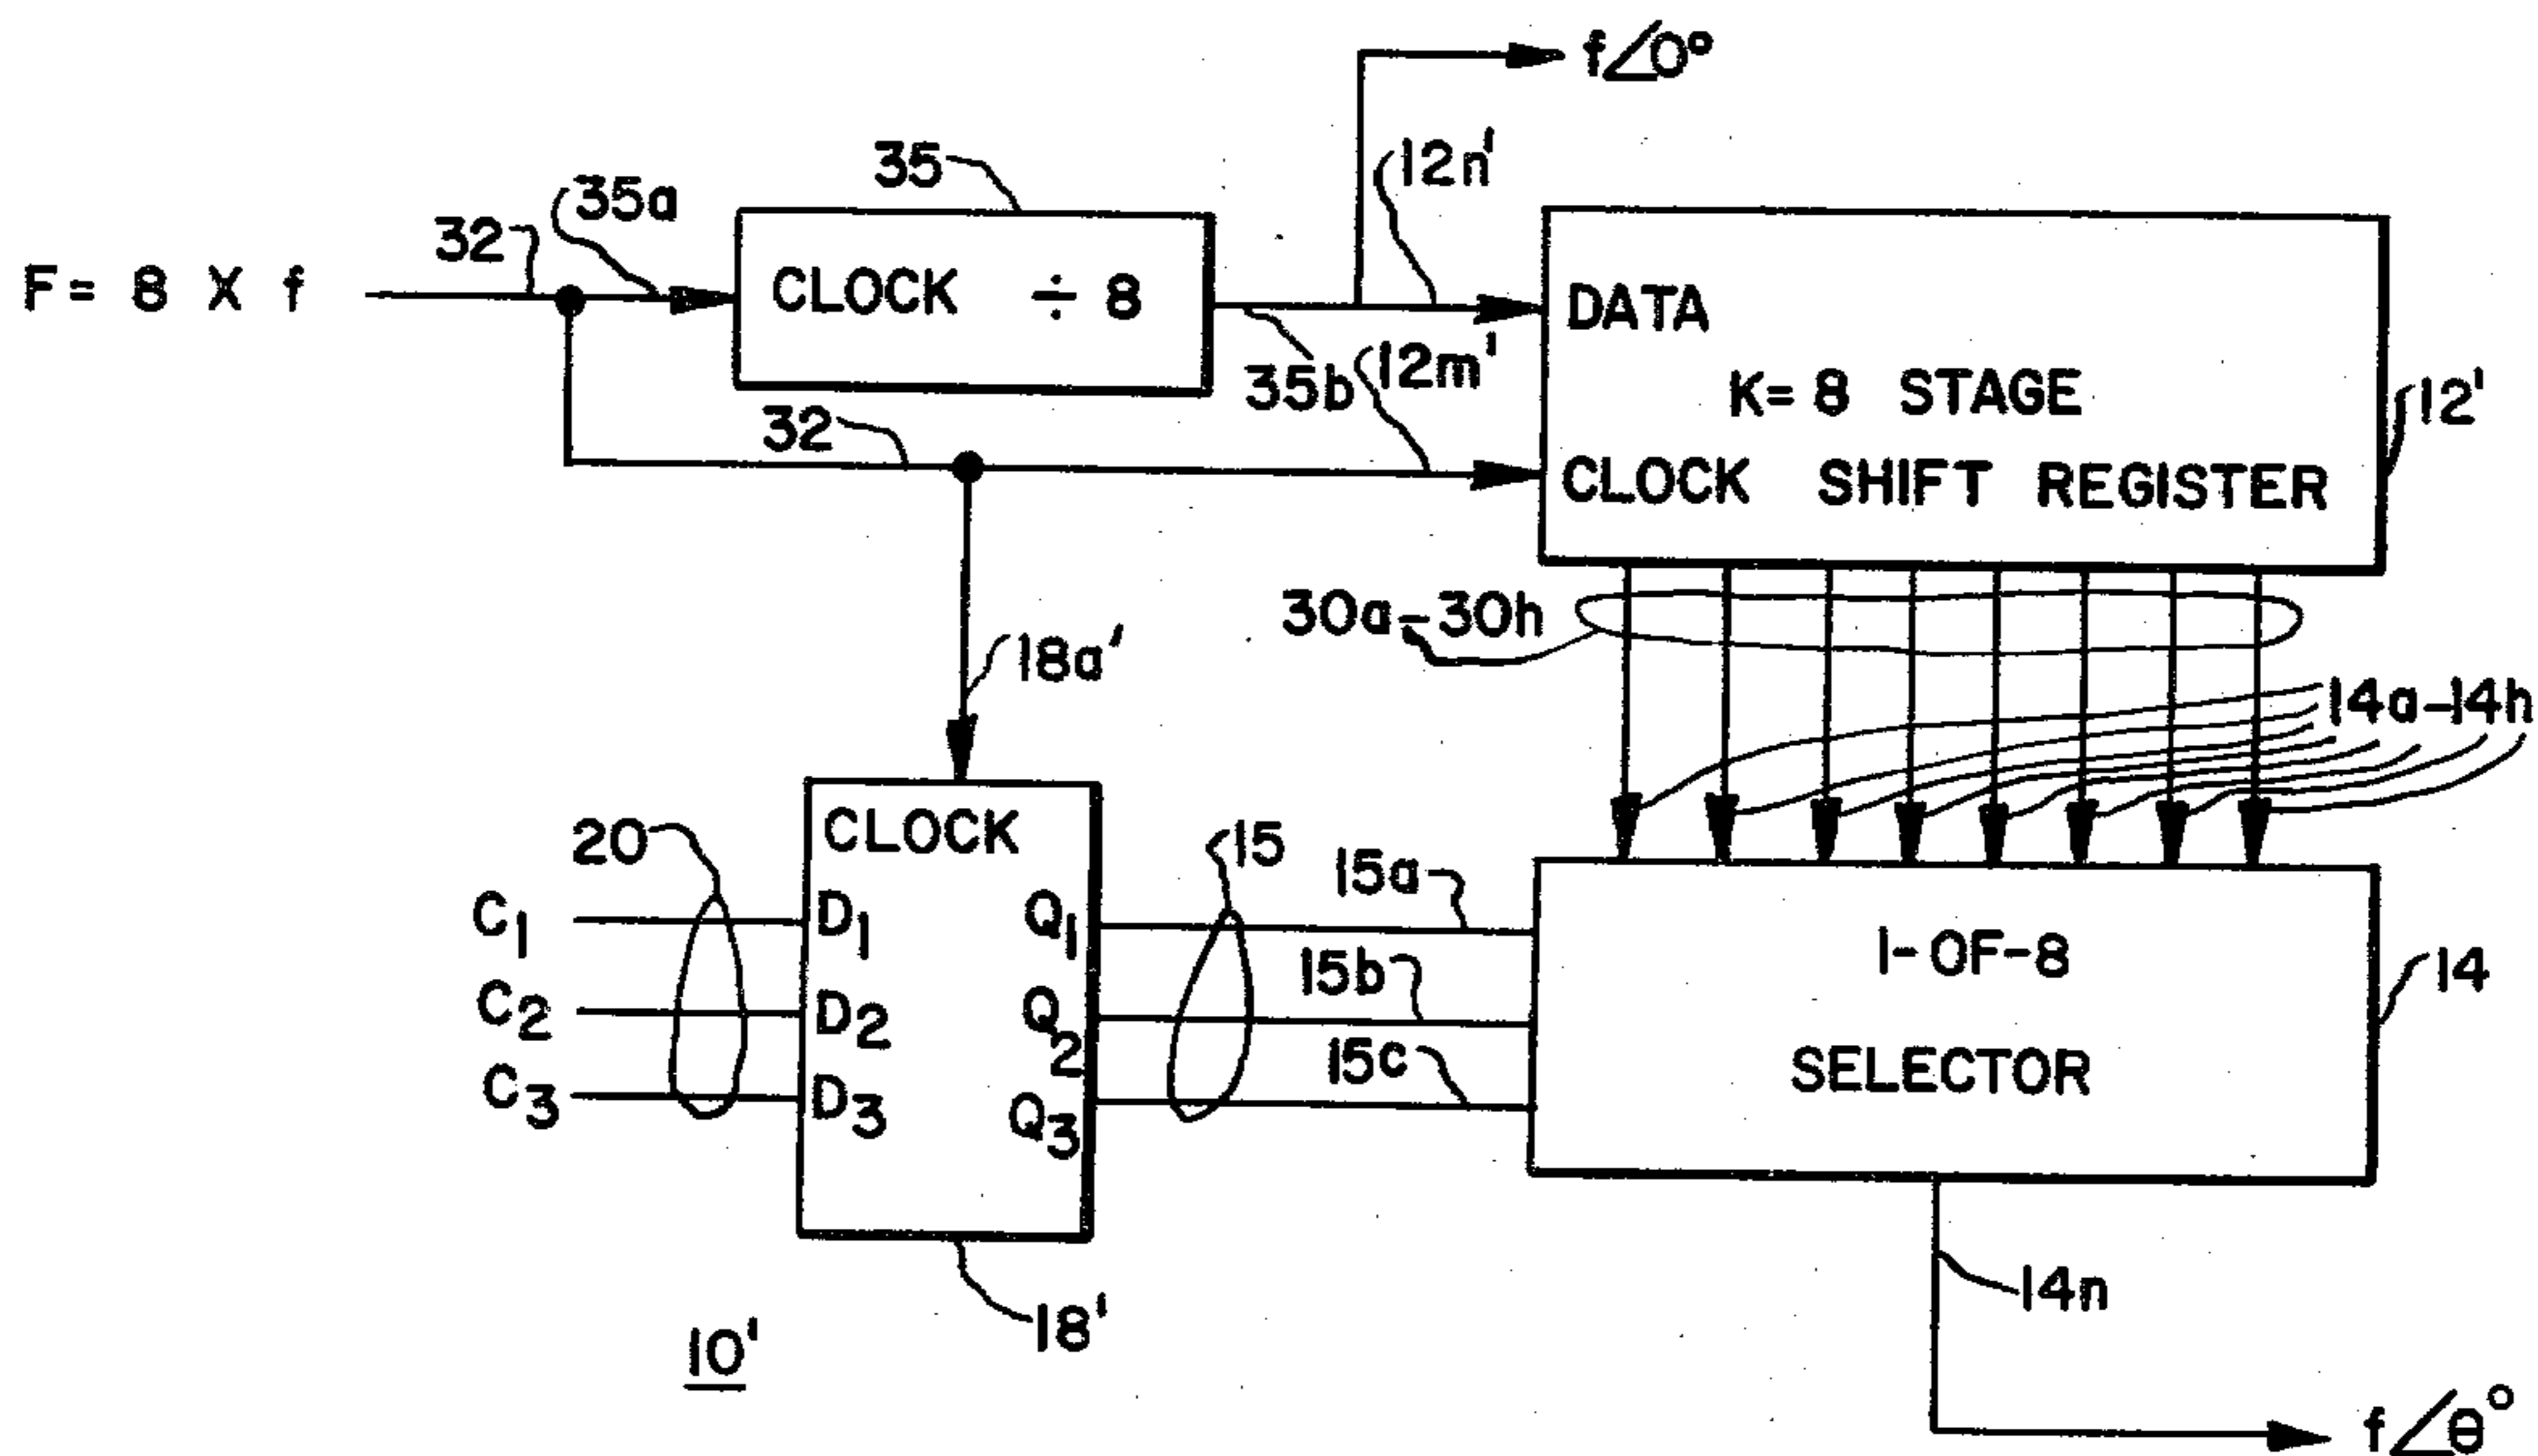 f∠0°
35
12n'
35a
32
F= 8 X f
CLOCK ÷ 8
DATA
35b
12m'
K= 8 STAGE
12'
32
CLOCK SHIFT REGISTER
30a-30h
18a'
14a-14h
CLOCK
20
15
15a
C1
D1
Q1
1-OF-8
15b
14
C2
D2
Q2
15c
SELECTOR
C3
D3
Q3
14n
18'
10'
f∠θ°